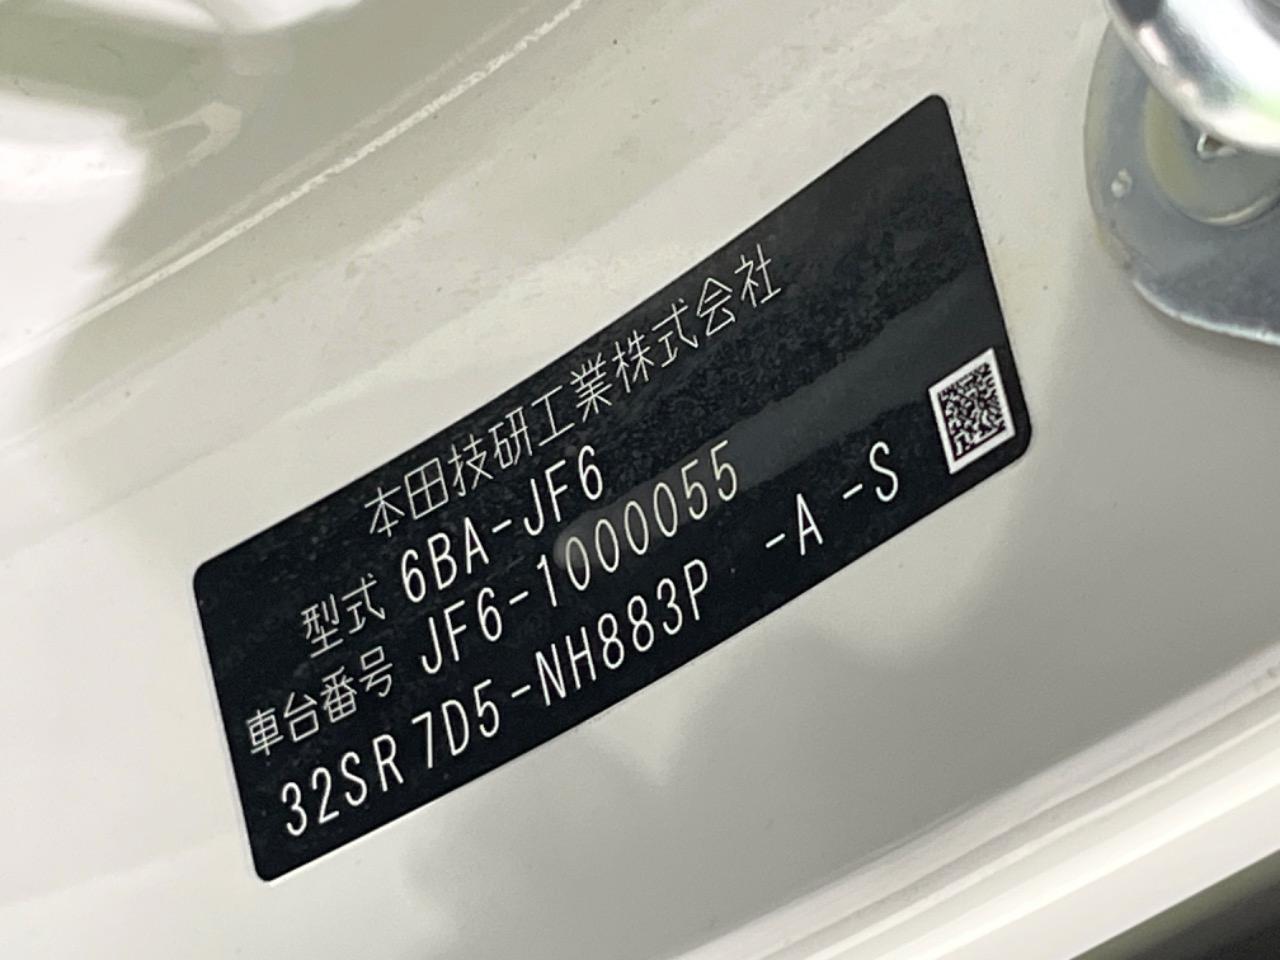 本田技研工業株式会社
型式 6BA-JF6
車台番号 JF6-1000055
32SR 7D5-NH883P -A -S